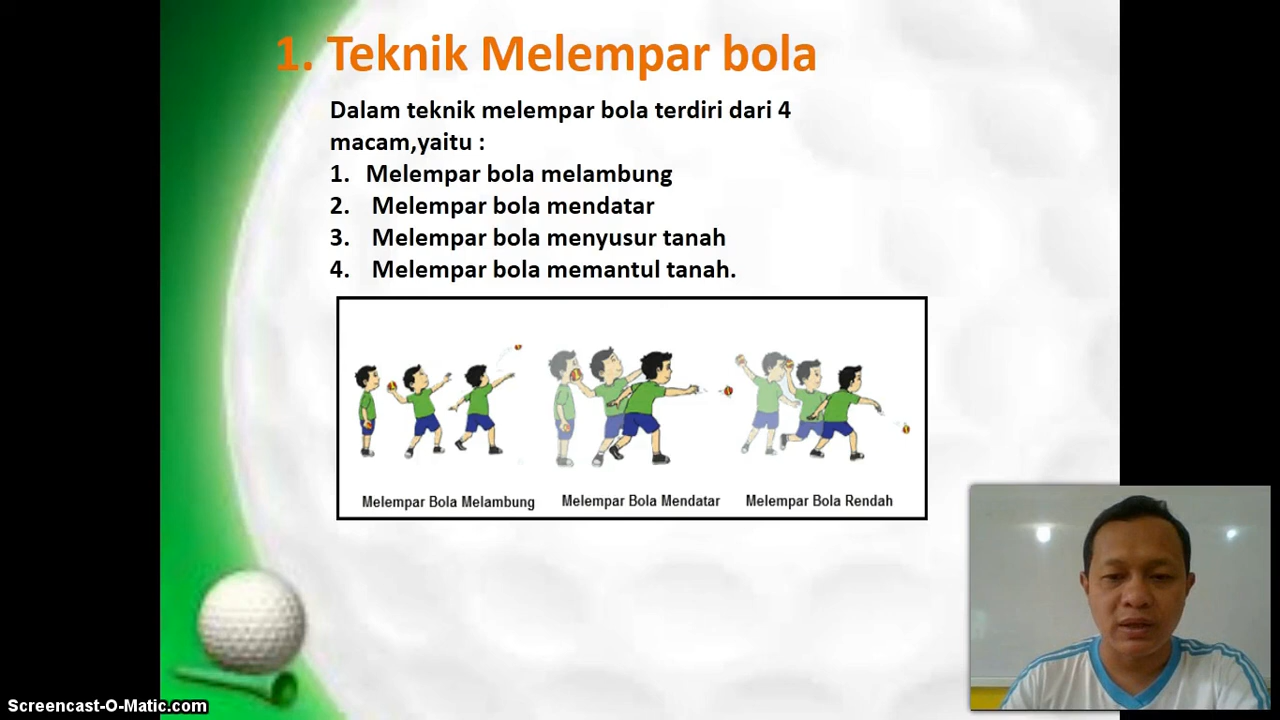 1. Teknik Melempar bola
Dalam teknik melempar bola terdiri dari 4
macam,yaitu :
1. Melempar bola melambung
2. Melempar bola mendatar
3. Melempar bola menyusur tanah
4. Melempar bola memantul tanah.
Melempar Bola Melambung
Melempar Bola Mendatar
Melempar Bola Rendah
Screencast-O-Matic.com